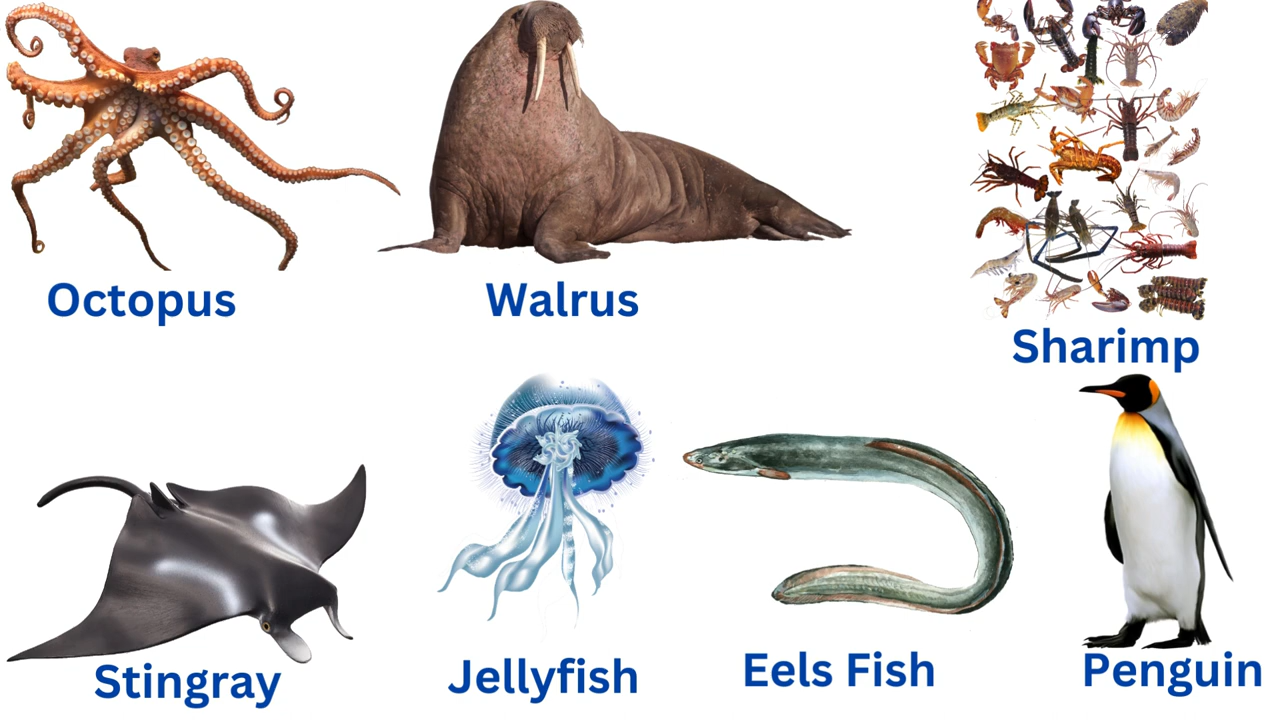 Octopus
Walrus
Sharimp
Stingray
Jellyfish
Eels Fish
Penguin